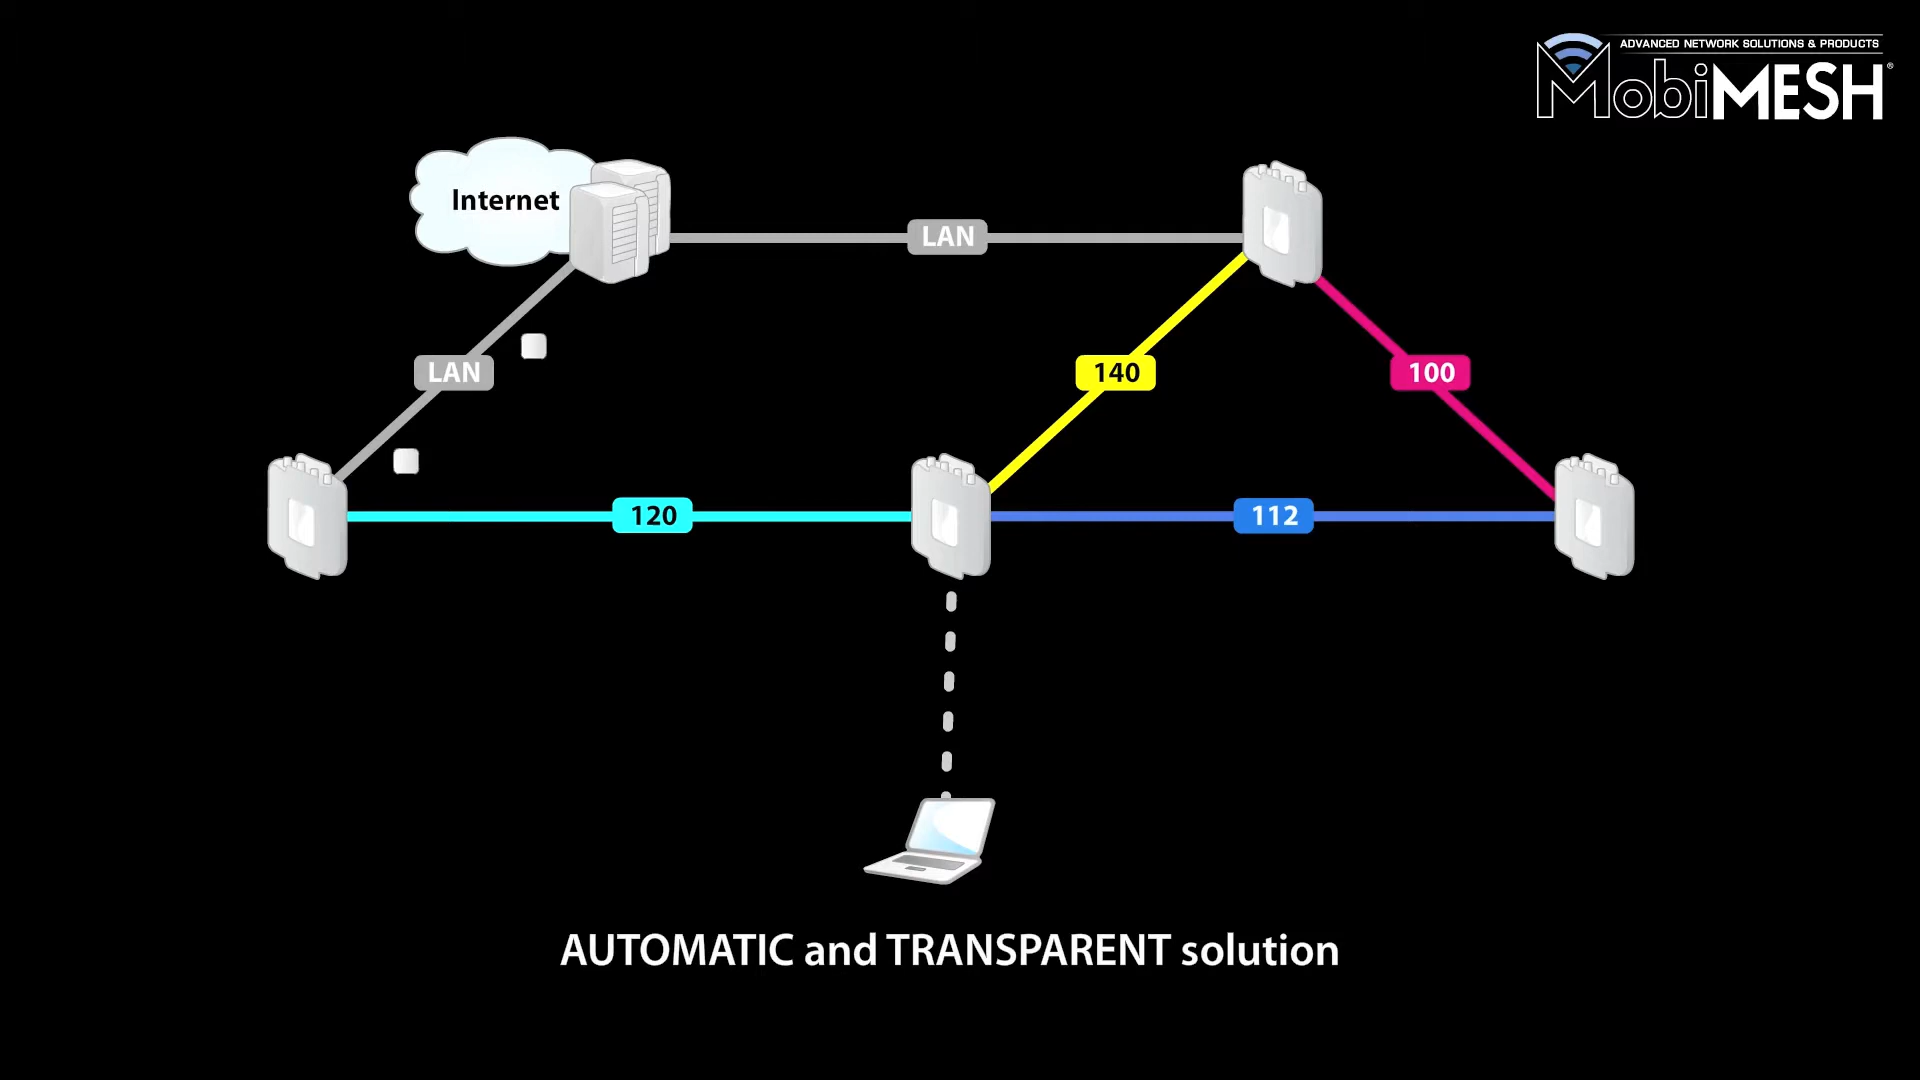 ADVANCED NETWORK SOLUTIONS & PRODUCTS
MobiMESH®
Internet
LAN
LAN
140
100
120
112
AUTOMATIC and TRANSPARENT solution